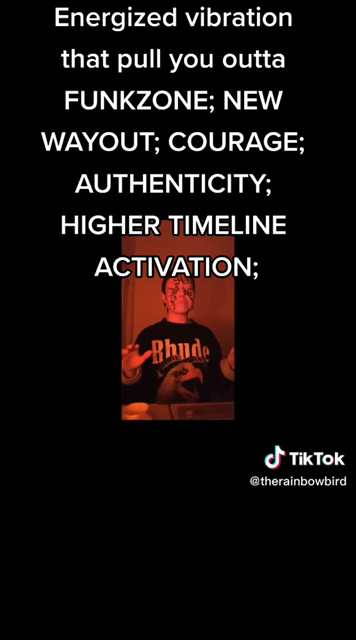 Energized vibration
that pull you outta
FUNKZONE; NEW
WAYOUT; COURAGE;
AUTHENTICITY;
HIGHER TIMELINE
ACTIVATION;
Rhude
TikTok
@therainbowbird